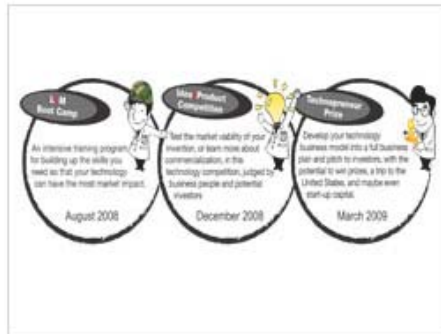 L2M
Boot Camp
An intensive training program
for building up the skills you
need so that your technology
can have the most market impact.
August 2008
Idea2Product
Competition
Test the market viability of your
invention, or learn more about
commercialization, in this
technology competition, judged by
business people and potential
investors
December 2008
Technopreneur
Prize
Develop your technology
business model into a full business
plan and pitch to investors, with the
potential to win prizes, a trip to the
United States, and maybe even
start-up capital.
March 2009